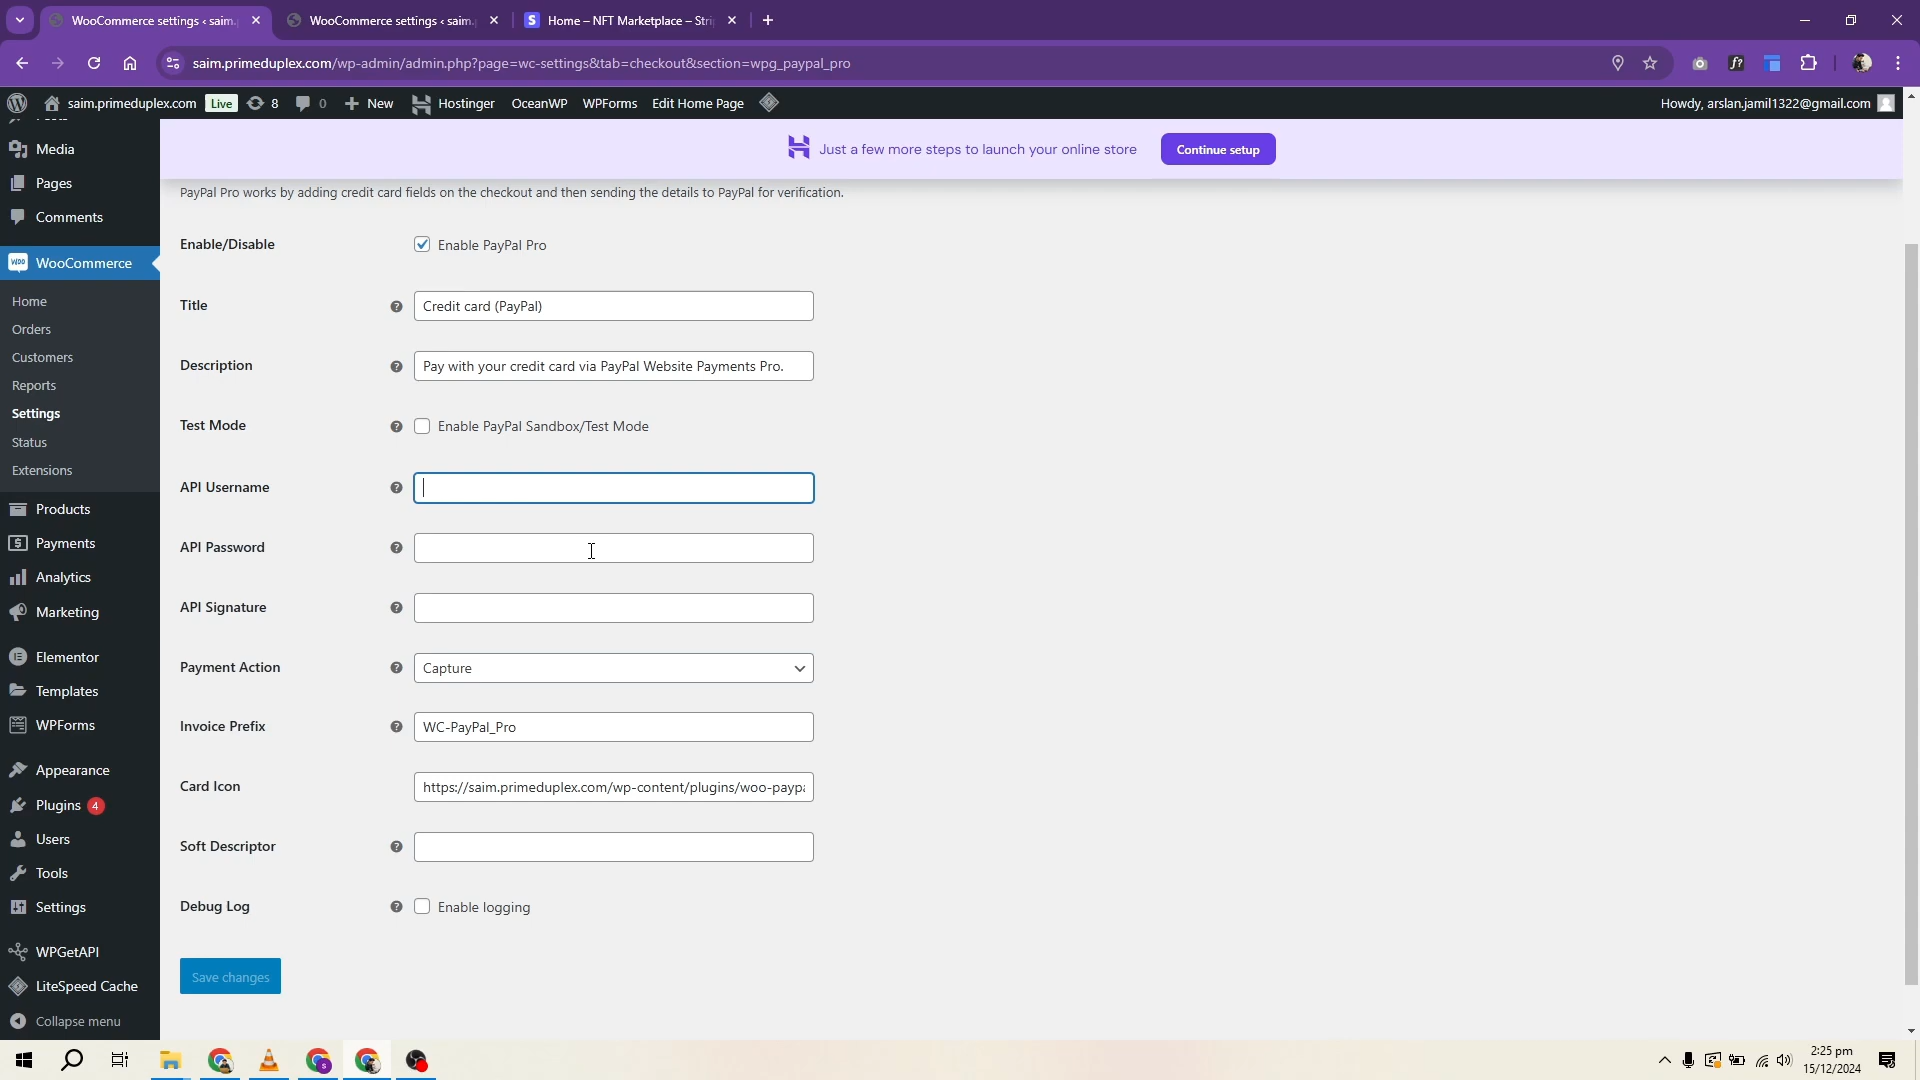 WooCommerce settings ‹ saim.
WooCommerce settings ‹ saim.
Home – NFT Marketplace – Stri
saim.primeduplex.com/wp-admin/admin.php?page=wc-settings&tab=checkout&section=wpg_paypal_pro
saim.primeduplex.com Live 8 0 New Hostinger OceanWP WPForms Edit Home Page Howdy, arslan.jamil1322@gmail.com
Just a few more steps to launch your online store Continue setup
Media
Pages
Comments
WooCommerce
Home
Orders
Customers
Reports
Settings
Status
Extensions
Products
Payments
Analytics
Marketing
Elementor
Templates
WPForms
Appearance
Plugins 4
Users
Tools
Settings
WPGetAPI
LiteSpeed Cache
Collapse menu
PayPal Pro works by adding credit card fields on the checkout and then sending the details to PayPal for verification.
Enable/Disable Enable PayPal Pro
Title Credit card (PayPal)
Description Pay with your credit card via PayPal Website Payments Pro.
Test Mode Enable PayPal Sandbox/Test Mode
API Username
API Password
API Signature
Payment Action Capture
Invoice Prefix WC-PayPal_Pro
Card Icon https://saim.primeduplex.com/wp-content/plugins/woo-paypa
Soft Descriptor
Debug Log Enable logging
Save changes
2:25 pm
15/12/2024